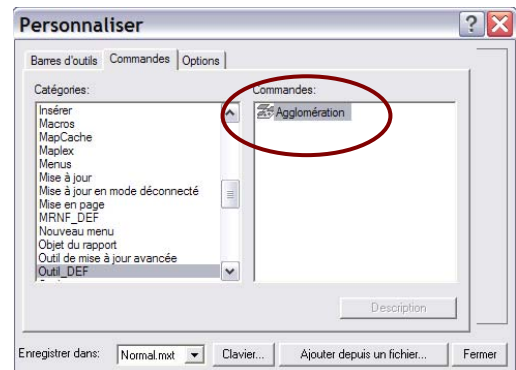 Personnaliser
Barres d'outils Commandes Options
Catégories:
Commandes:
Insérer
Macros
MapCache
Maplex
Menus
Mise à jour
Mise à jour en mode déconnecté
Mise en page
MRNF_DEF
Nouveau menu
Objet du rapport
Outil de mise à jour avancée
Outil_DEF
Agglomération
Description
Enregistrer dans: Normal.mxt Clavier... Ajouter depuis un fichier... Fermer